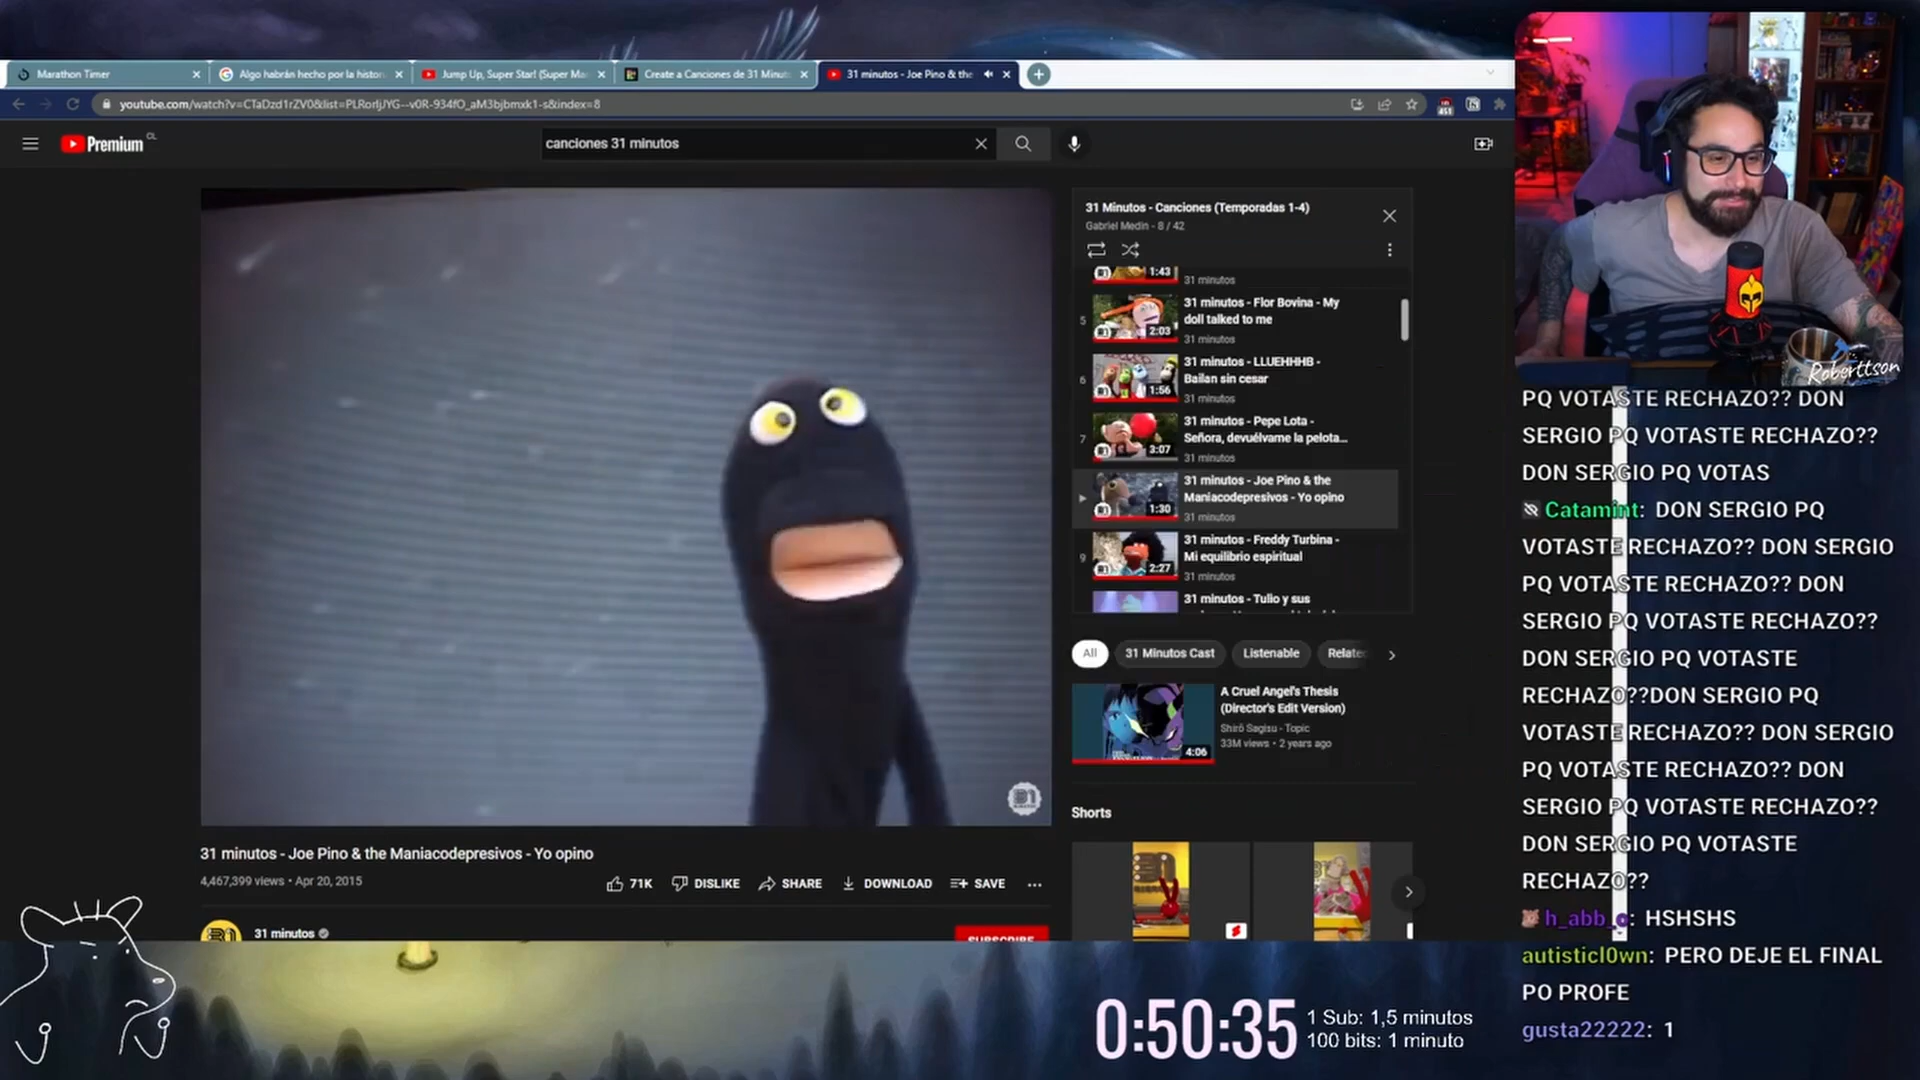 Marathon Timer
Algo habrán hecho por la histor
Jump Up, Super Star! (Super Ma
Create a Canciones de 31 Minut
31 minutos - Joe Pino & the
youtube.com/watch?v=CTaDzd1rZV0&list=PLRorljJYG--v0R-934fO_aM3bjbmxk1-s&index=8
451
Premium CL
canciones 31 minutos
31 Minutos - Canciones (Temporadas 1-4)
Gabriel Medin - 8 / 42
1:43
31 minutos
5
31 minutos - Flor Bovina - My
doll talked to me
2:03
31 minutos
6
31 minutos - LLUEHHHB -
Bailan sin cesar
1:56
31 minutos
7
31 minutos - Pepe Lota -
Señora, devuélvame la pelota...
3:07
31 minutos
31 minutos - Joe Pino & the
Maniacodepresivos - Yo opino
1:30
31 minutos
9
31 minutos - Freddy Turbina -
Mi equilibrio espiritual
2:27
31 minutos
31 minutos - Tulio y sus
All
31 Minutos Cast
Listenable
Relate
A Cruel Angel's Thesis
(Director's Edit Version)
Shirō Sagisu - Topic
33M views • 2 years ago
4:06
Shorts
31
31 minutos - Joe Pino & the Maniacodepresivos - Yo opino
4,467,399 views • Apr 20, 2015
71K
DISLIKE
SHARE
DOWNLOAD
SAVE
31 minutos
SUBSCRIBE
Roberttson
PQ VOTASTE RECHAZO?? DON
SERGIO PQ VOTASTE RECHAZO??
DON SERGIO PQ VOTAS
Catamint: DON SERGIO PQ
VOTASTE RECHAZO?? DON SERGIO
PQ VOTASTE RECHAZO?? DON
SERGIO PQ VOTASTE RECHAZO??
DON SERGIO PQ VOTASTE
RECHAZO??DON SERGIO PQ
VOTASTE RECHAZO?? DON SERGIO
PQ VOTASTE RECHAZO?? DON
SERGIO PQ VOTASTE RECHAZO??
DON SERGIO PQ VOTASTE
RECHAZO??
h_abb_o: HSHSHS
autisticl0wn: PERO DEJE EL FINAL
PO PROFE
gusta22222: 1
0:50:35
1 Sub: 1,5 minutos
100 bits: 1 minuto